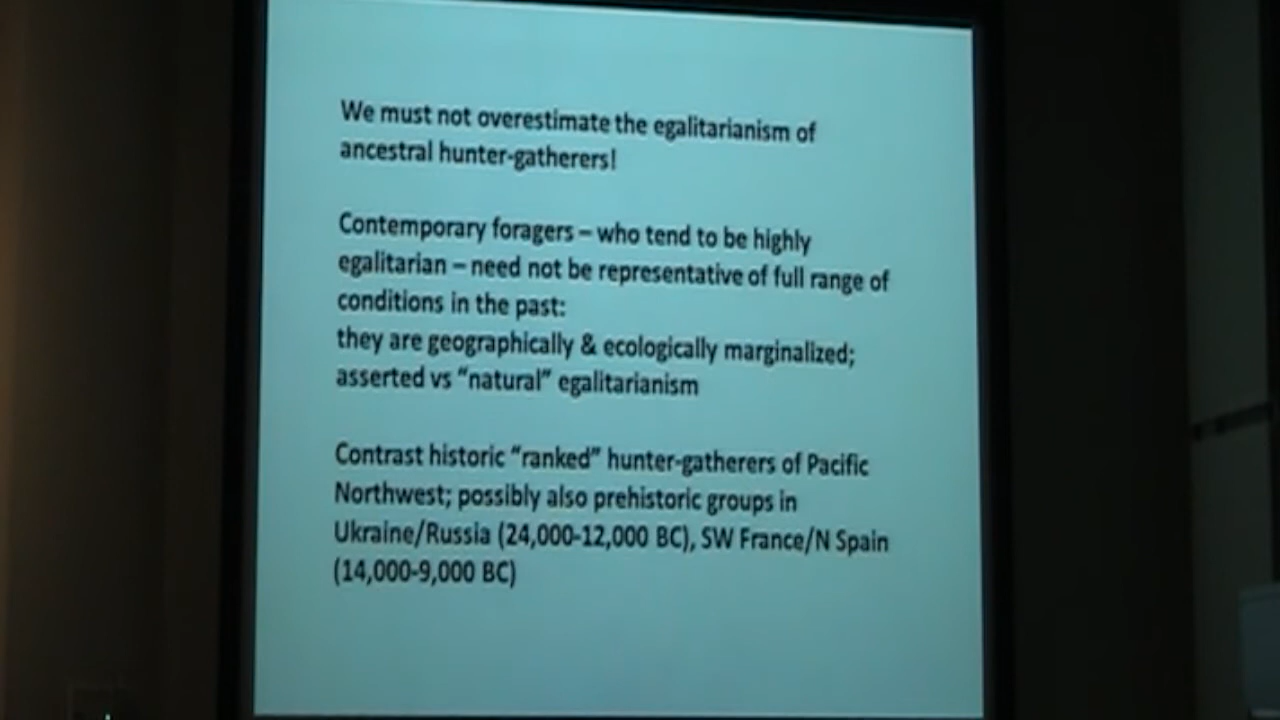 We must not overestimate the egalitarianism of
ancestral hunter-gatherers!
Contemporary foragers – who tend to be highly
egalitarian – need not be representative of full range of
conditions in the past:
they are geographically & ecologically marginalized;
asserted vs “natural” egalitarianism
Contrast historic “ranked” hunter-gatherers of Pacific
Northwest; possibly also prehistoric groups in
Ukraine/Russia (24,000-12,000 BC), SW France/N Spain
(14,000-9,000 BC)